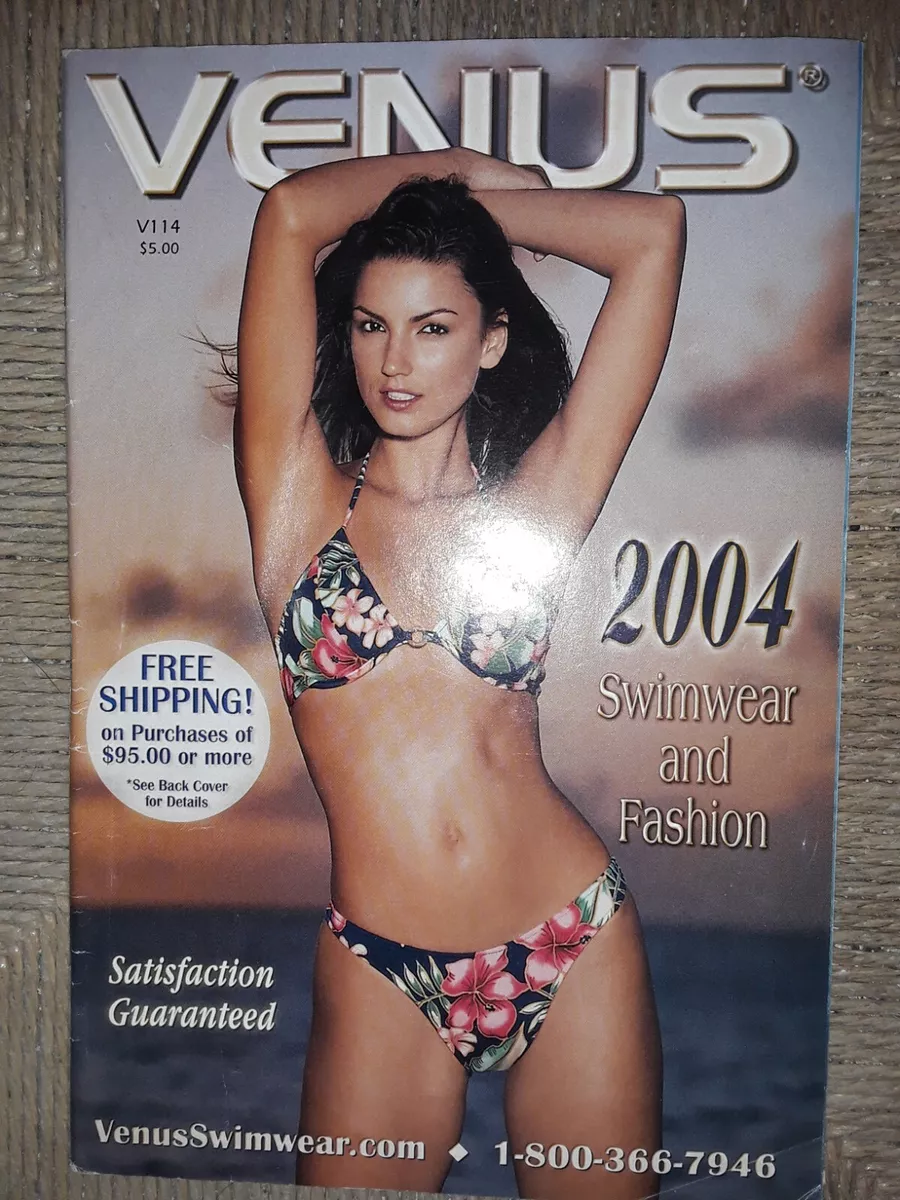 VENUS®
V114
$5.00
2004
Swimwear
and
Fashion
FREE
SHIPPING!
on Purchases of
$95.00 or more
*See Back Cover
for Details
Satisfaction
Guaranteed
VenusSwimwear.com ◆ 1-800-366-7946